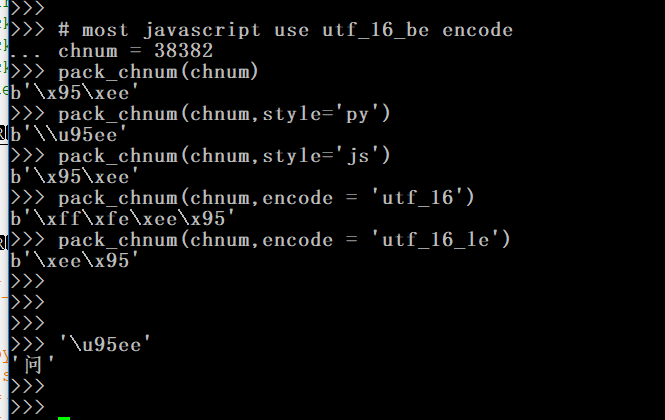 >>>
>>> # most javascript use utf_16_be encode
... chnum = 38382
>>> pack_chnum(chnum)
b'\x95\xee'
>>> pack_chnum(chnum,style='py')
b'\\u95ee'
>>> pack_chnum(chnum,style='js')
b'\x95\xee'
>>> pack_chnum(chnum,encode = 'utf_16')
b'\xff\xfe\xee\x95'
>>> pack_chnum(chnum,encode = 'utf_16_le')
b'\xee\x95'
>>>
>>>
>>>
>>> '\u95ee'
'问'
>>>
>>>